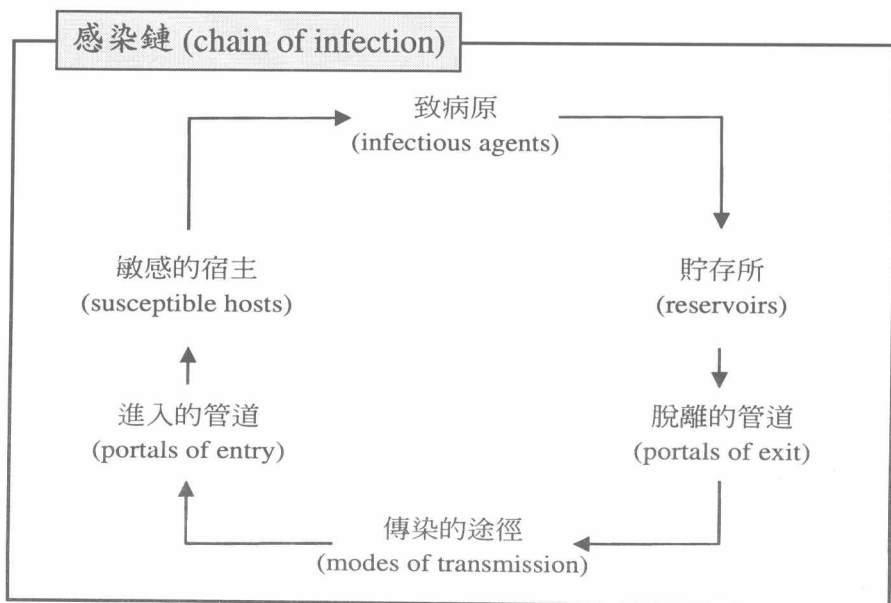 感染鏈 (chain of infection)
致病原
(infectious agents)
貯存所
(reservoirs)
脫離的管道
(portals of exit)
傳染的途徑
(modes of transmission)
進入的管道
(portals of entry)
敏感的宿主
(susceptible hosts)